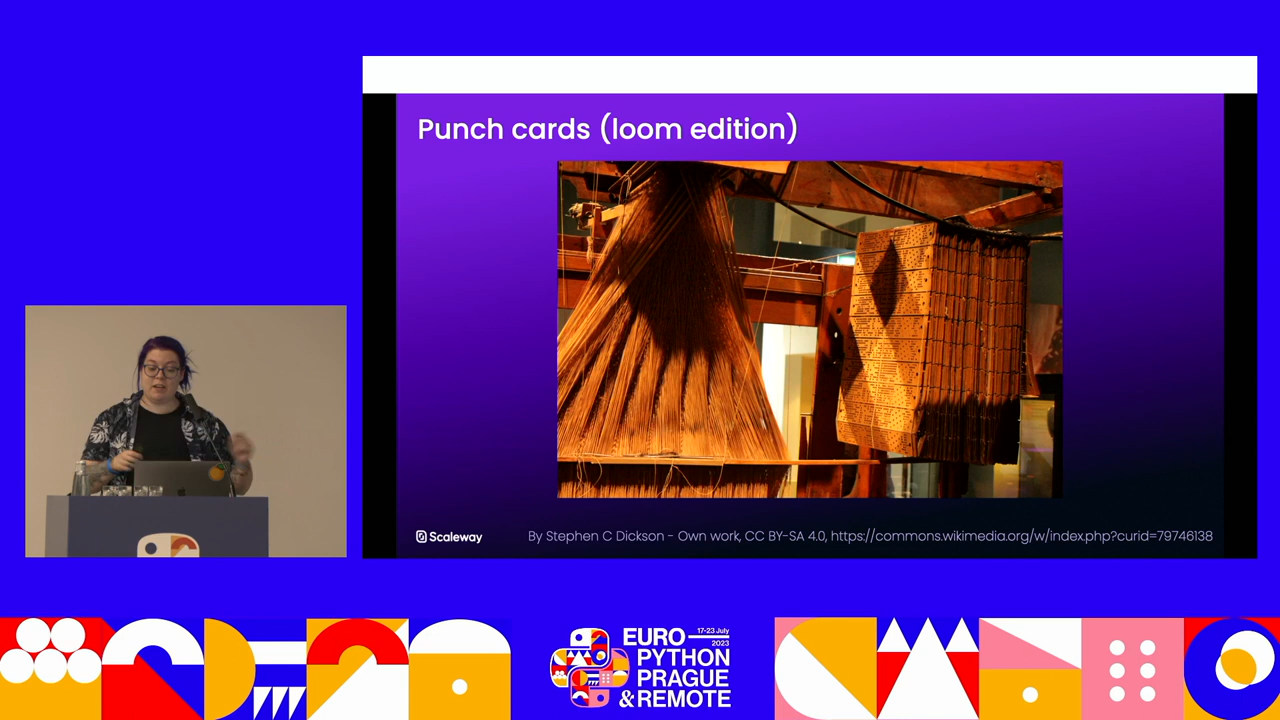 Punch cards (loom edition)
Scaleway
By Stephen C Dickson - Own work, CC BY-SA 4.0, https://commons.wikimedia.org/w/index.php?curid=79746138
EURO
17-23 July
2023
PYTHON
PRAGUE
& REMOTE